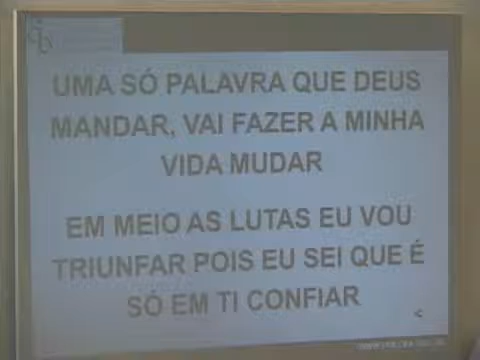 UMA SÓ PALAVRA QUE DEUS
MANDAR, VAI FAZER A MINHA
VIDA MUDAR
EM MEIO AS LUTAS EU VOU
TRIUNFAR POIS EU SEI QUE É
SÓ EM TI CONFIAR
<